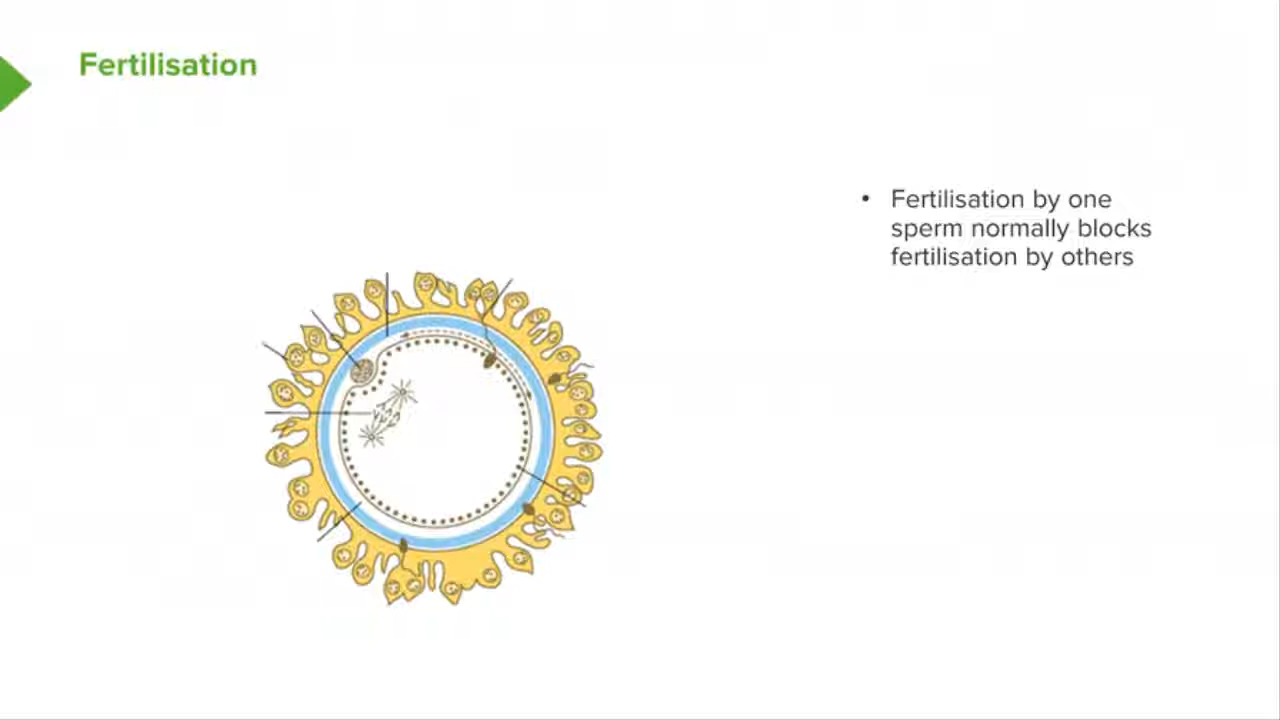 Fertilisation
• Fertilisation by one
sperm normally blocks
fertilisation by others